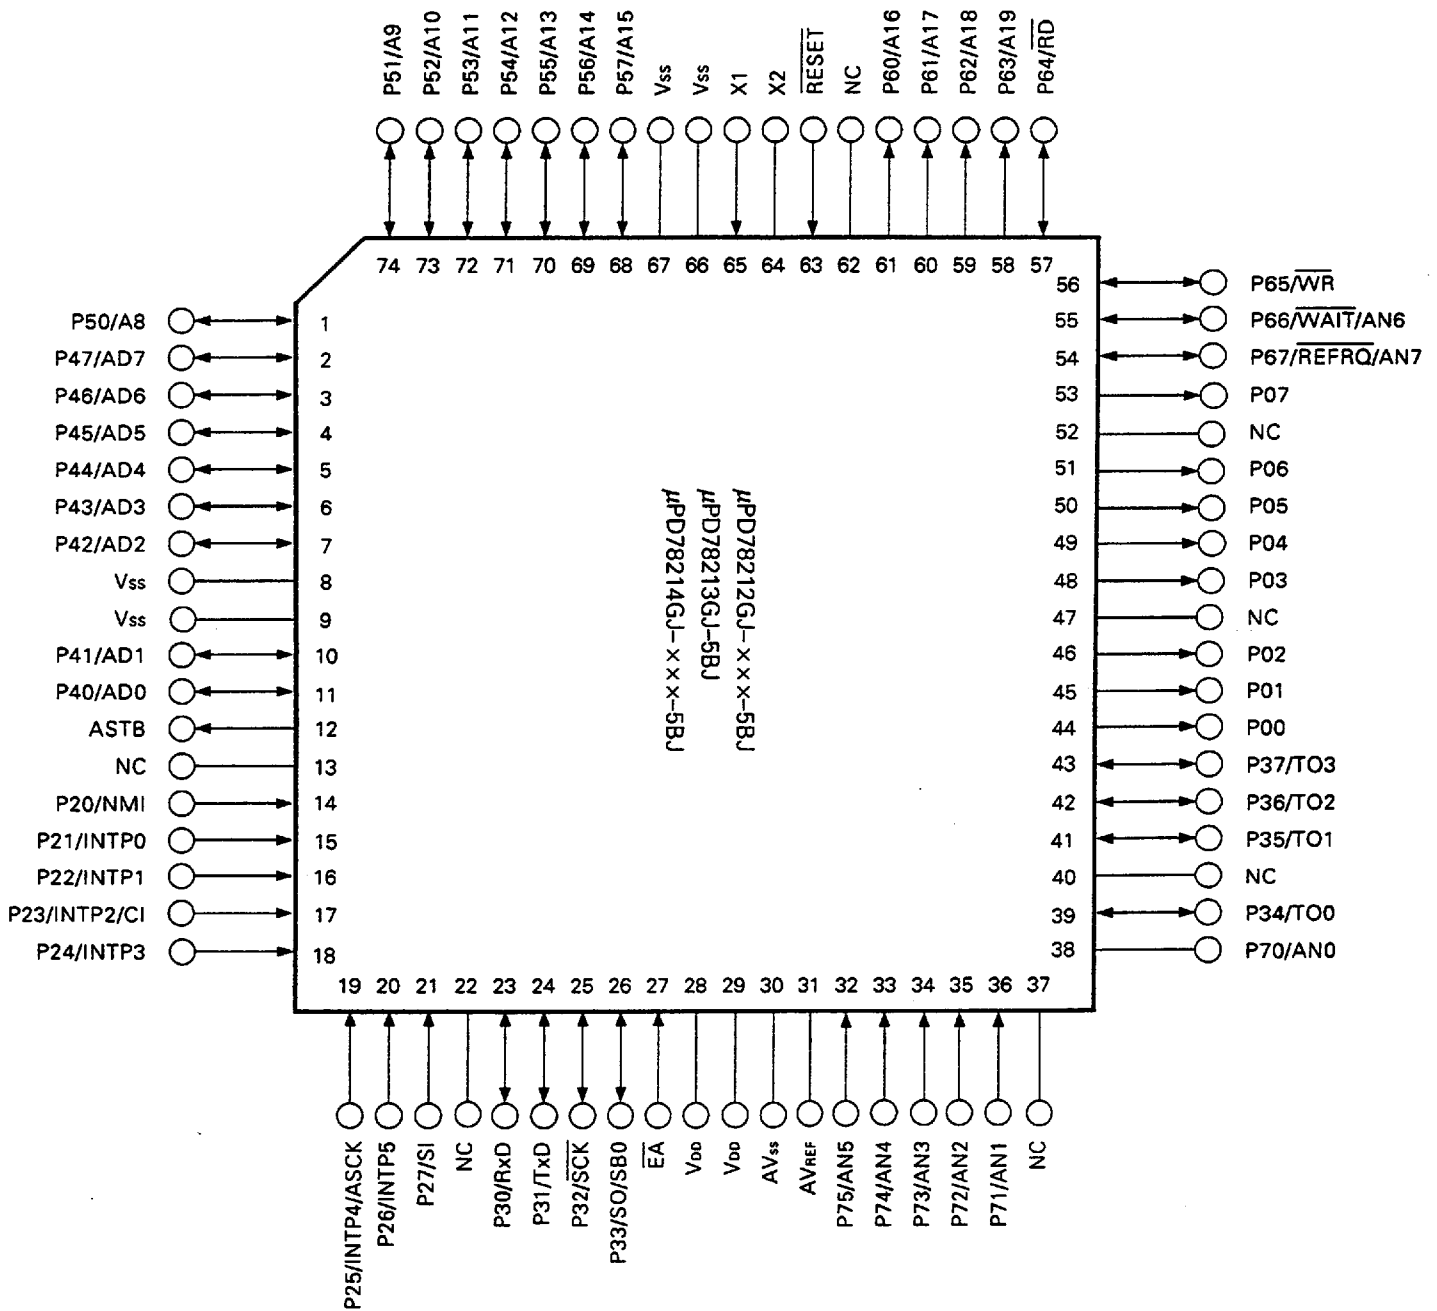 P51/A9
P52/A10
P53/A11
P54/A12
P55/A13
P56/A14
P57/A15
Vss
Vss
X1
X2
RESET
NC
P60/A16
P61/A17
P62/A18
P63/A19
P64/RD
74 73 72 71 70 69 68 67 66 65 64 63 62 61 60 59 58 57
P50/A8 1
P47/AD7 2
P46/AD6 3
P45/AD5 4
P44/AD4 5
P43/AD3 6
P42/AD2 7
Vss 8
Vss 9
P41/AD1 10
P40/AD0 11
ASTB 12
NC 13
P20/NMI 14
P21/INTP0 15
P22/INTP1 16
P23/INTP2/CI 17
P24/INTP3 18
μPD78212GJ-×××-5BJ
μPD78213GJ-5BJ
μPD78214GJ-×××-5BJ
56 P65/WR
55 P66/WAIT/AN6
54 P67/REFRQ/AN7
53 P07
52 NC
51 P06
50 P05
49 P04
48 P03
47 NC
46 P02
45 P01
44 P00
43 P37/TO3
42 P36/TO2
41 P35/TO1
40 NC
39 P34/TO0
38 P70/AN0
19 20 21 22 23 24 25 26 27 28 29 30 31 32 33 34 35 36 37
P25/INTP4/ASCK
P26/INTP5
P27/SI
NC
P30/RxD
P31/TxD
P32/SCK
P33/SO/SB0
EA
VDD
VDD
AVss
AVREF
P75/AN5
P74/AN4
P73/AN3
P72/AN2
P71/AN1
NC